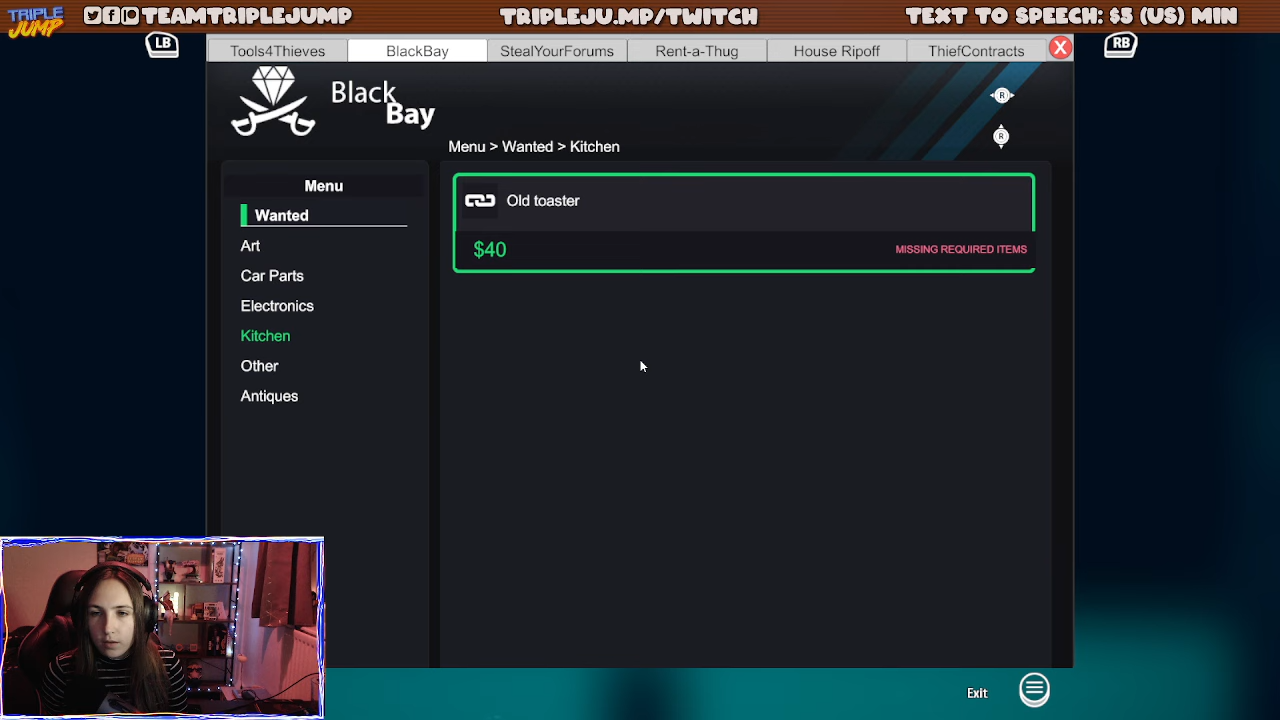 TRIPLE
JUMP
TEAMTRIPLEJUMP
TRIPLEJU.MP/TWITCH
TEXT TO SPEECH: $5 (US) MIN
LB
Tools4Thieves
BlackBay
StealYourForums
Rent-a-Thug
House Ripoff
ThiefContracts
X
RB
Black
Bay
R
R
Menu > Wanted > Kitchen
Menu
Wanted
Art
Car Parts
Electronics
Kitchen
Other
Antiques
Old toaster
$40
MISSING REQUIRED ITEMS
Exit